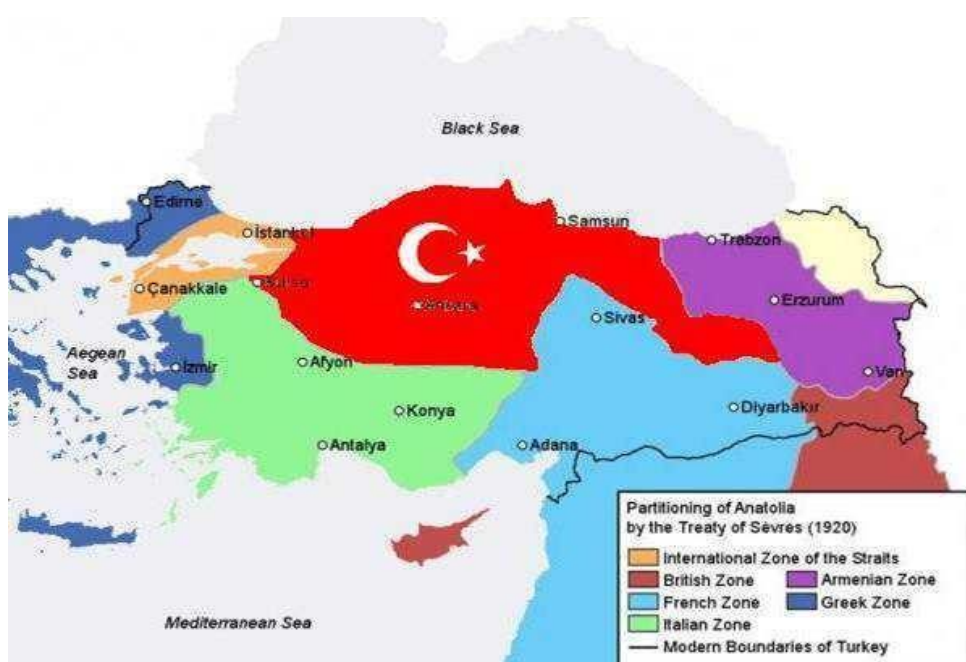 Black Sea
Edirne
Samsun
İstanbul
Trabzon
Çanakkale
Bursa
Ankara
Erzurum
Sivas
Aegean
Sea
İzmir
Afyon
Van
Konya
Diyarbakır
Antalya
Adana
Mediterranean Sea
Partitioning of Anatolia
by the Treaty of Sèvres (1920)
International Zone of the Straits
British Zone
Armenian Zone
French Zone
Greek Zone
Italian Zone
Modern Boundaries of Turkey